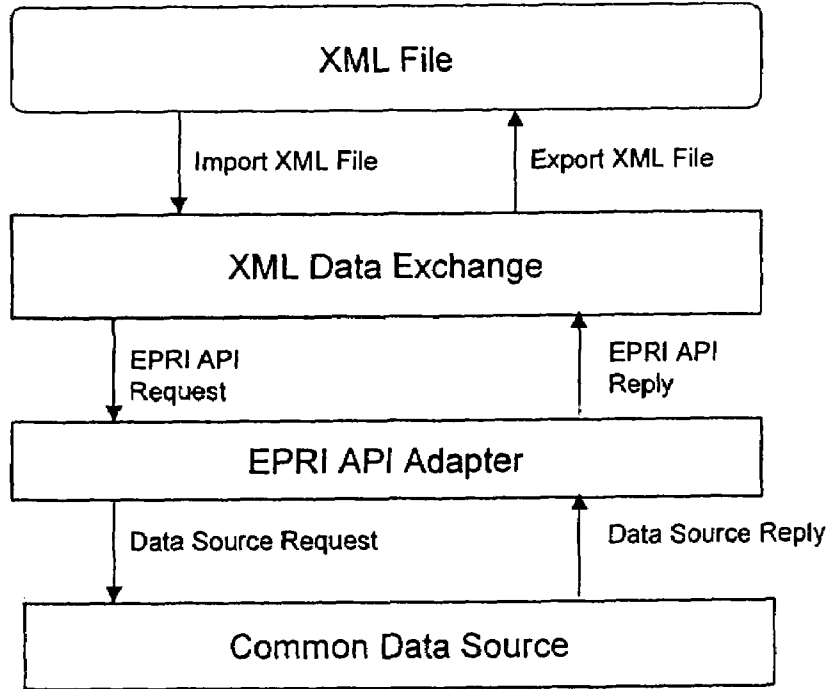 XML File
Import XML File
Export XML File
XML Data Exchange
EPRI API
Request
EPRI API
Reply
EPRI API Adapter
Data Source Request
Data Source Reply
Common Data Source